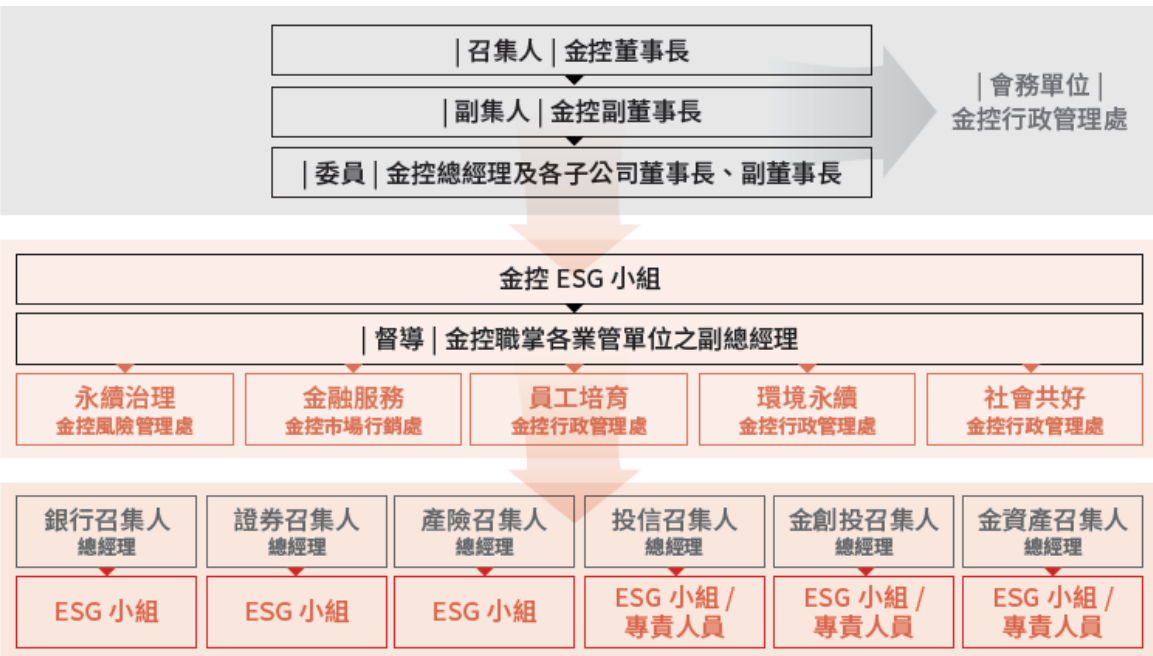 | 召集人 | 金控董事長
| 副集人 | 金控副董事長
| 委員 | 金控總經理及各子公司董事長、副董事長
| 會務單位 |
金控行政管理處
金控 ESG 小組
| 督導 | 金控職掌各業管單位之副總經理
永續治理
金控風險管理處
金融服務
金控市場行銷處
員工培育
金控行政管理處
環境永續
金控行政管理處
社會共好
金控行政管理處
銀行召集人
總經理
證券召集人
總經理
產險召集人
總經理
投信召集人
總經理
金創投召集人
總經理
金資產召集人
總經理
ESG 小組
ESG 小組
ESG 小組
ESG 小組 /
專責人員
ESG 小組 /
專責人員
ESG 小組 /
專責人員